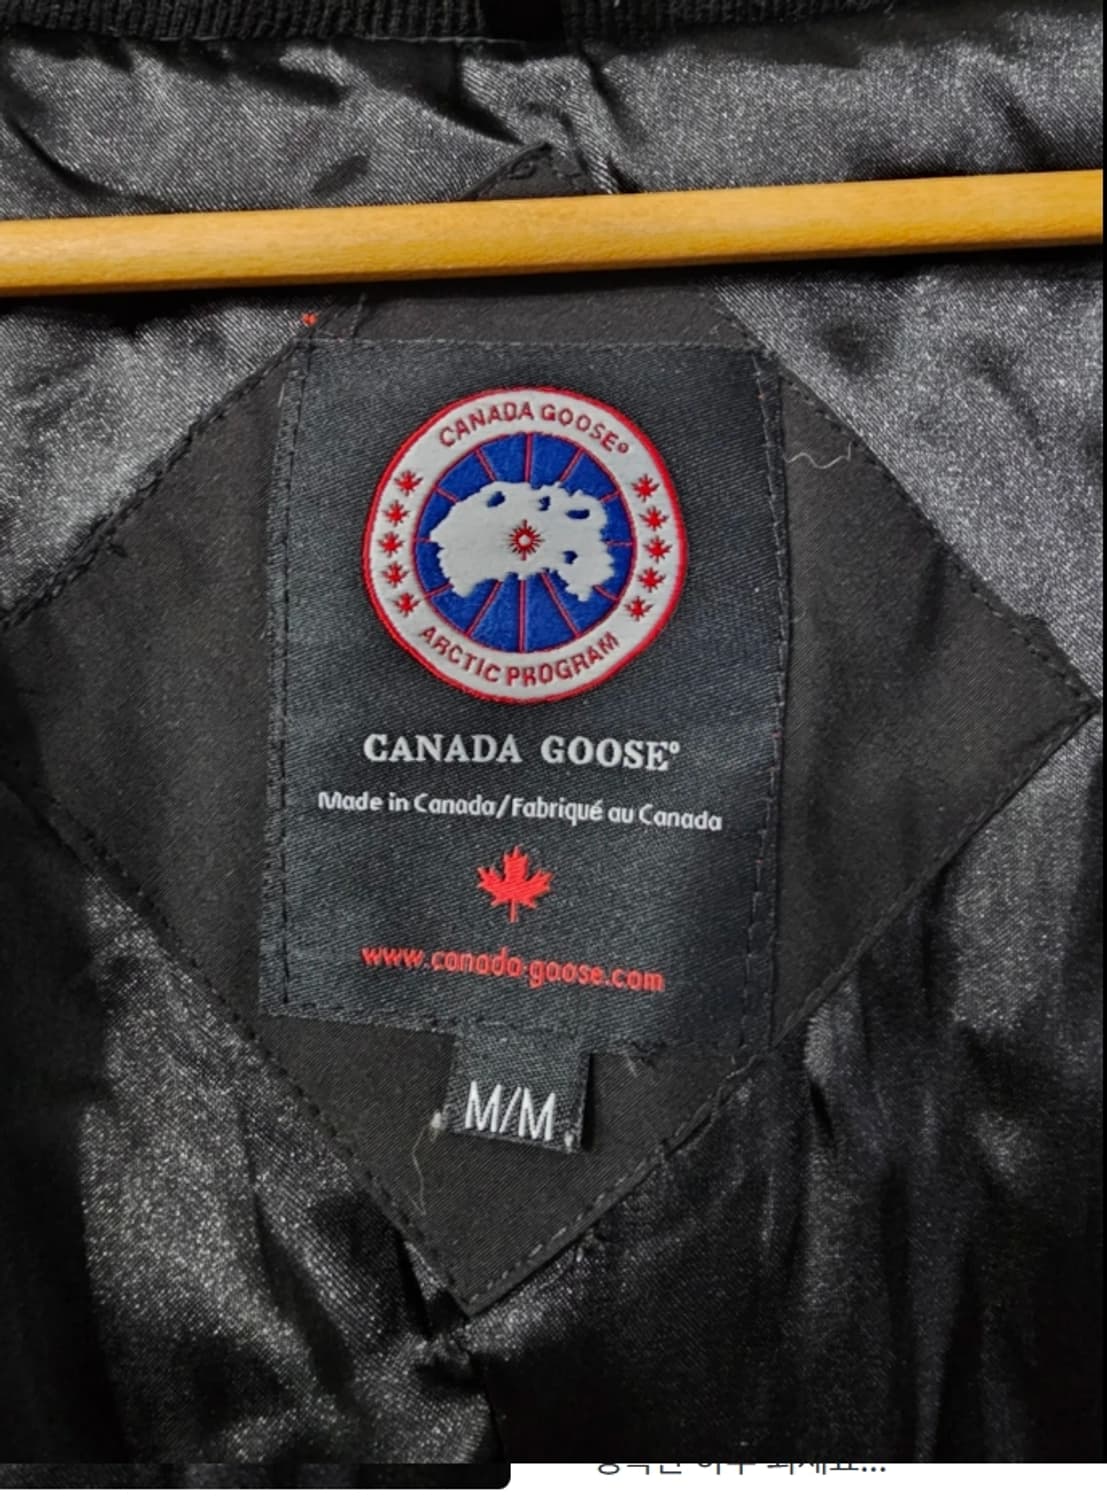 CANADA GOOSE®
ARCTIC PROGRAM
CANADA GOOSE®
Made in Canada/Fabriqué au Canada
www.canada-goose.com
M/M